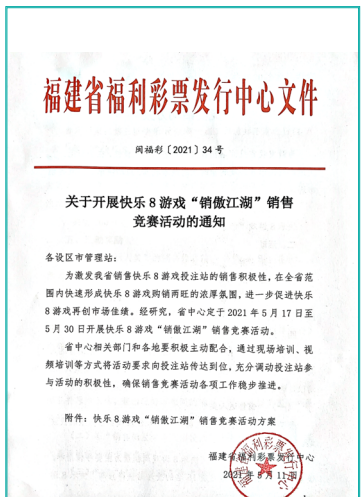 福建省福利彩票发行中心文件
闽福彩〔2021〕34号
关于开展快乐8游戏“销傲江湖”销售
竞赛活动的通知
各设区市管理站：
为激发我省销售快乐8游戏投注站的销售积极性，在全省范
围内快速形成快乐8游戏购销两旺的浓厚氛围，进一步促进快乐
8游戏再创市场佳绩。经研究，省中心定于2021年5月17日至
5月30日开展快乐8游戏“销傲江湖”销售竞赛活动。
省中心相关部门和各地要积极主动配合，通过现场培训、视
频培训等方式将活动要求向投注站传达到位，充分调动投注站参
与活动的积极性，确保销售竞赛活动各项工作稳步推进。
附件：快乐8游戏“销傲江湖”销售竞赛活动方案
福建省福利彩票发行中心
2021年5月11日